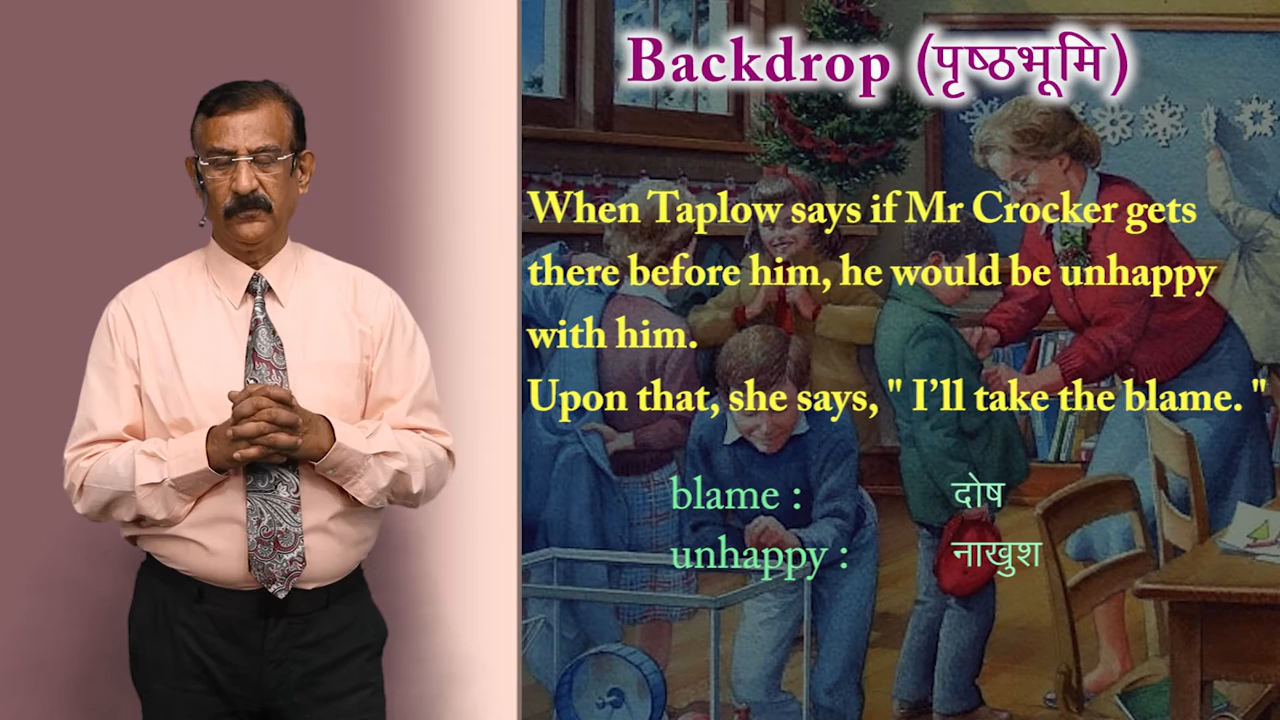 Backdrop (पृष्ठभूमि)
When Taplow says if Mr Crocker gets
there before him, he would be unhappy
with him.
Upon that, she says, " I’ll take the blame. "
blame : दोष
unhappy : नाखुश